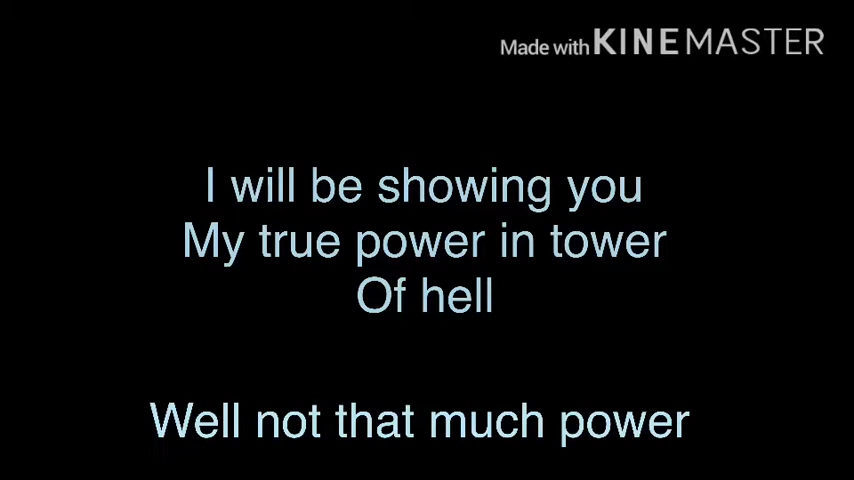 Made with KINEMASTER
I will be showing you
My true power in tower
Of hell
Well not that much power